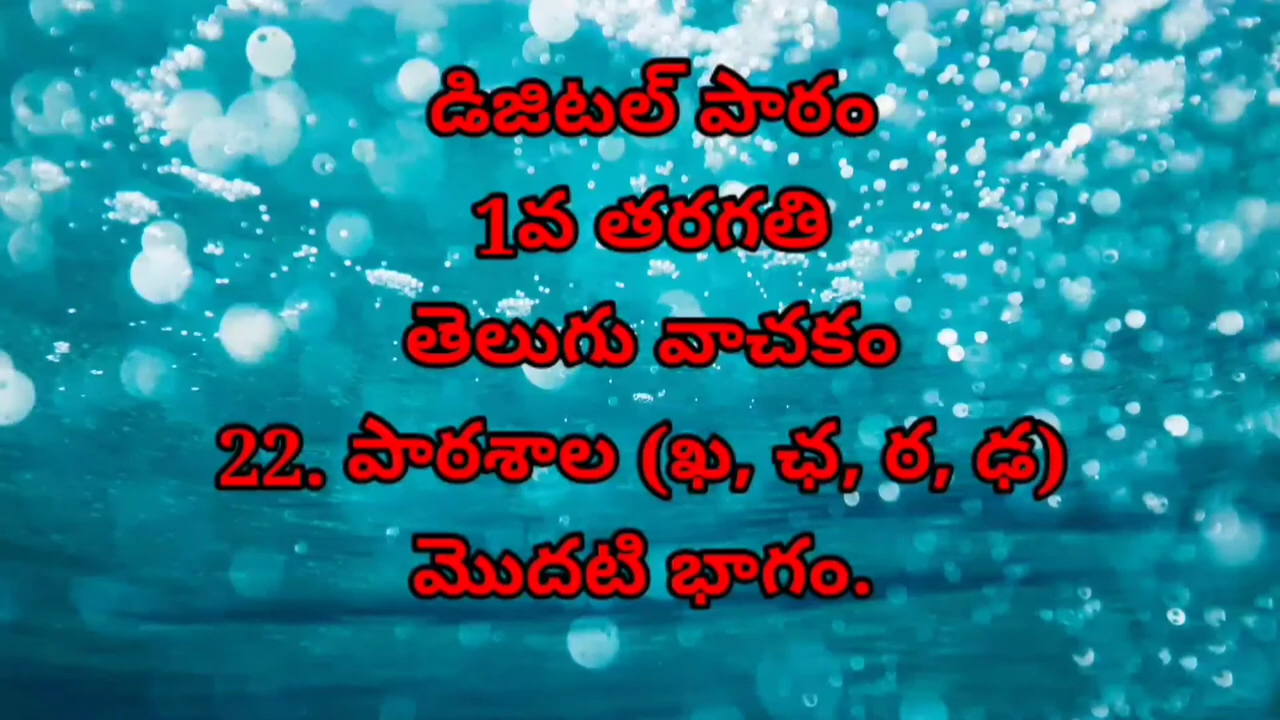 డిజిటల్ పాఠం
1వ తరగతి
తెలుగు వాచకం
22. పాఠశాల (ఖ, ఛ, ఠ, ఢ)
మొదటి భాగం.